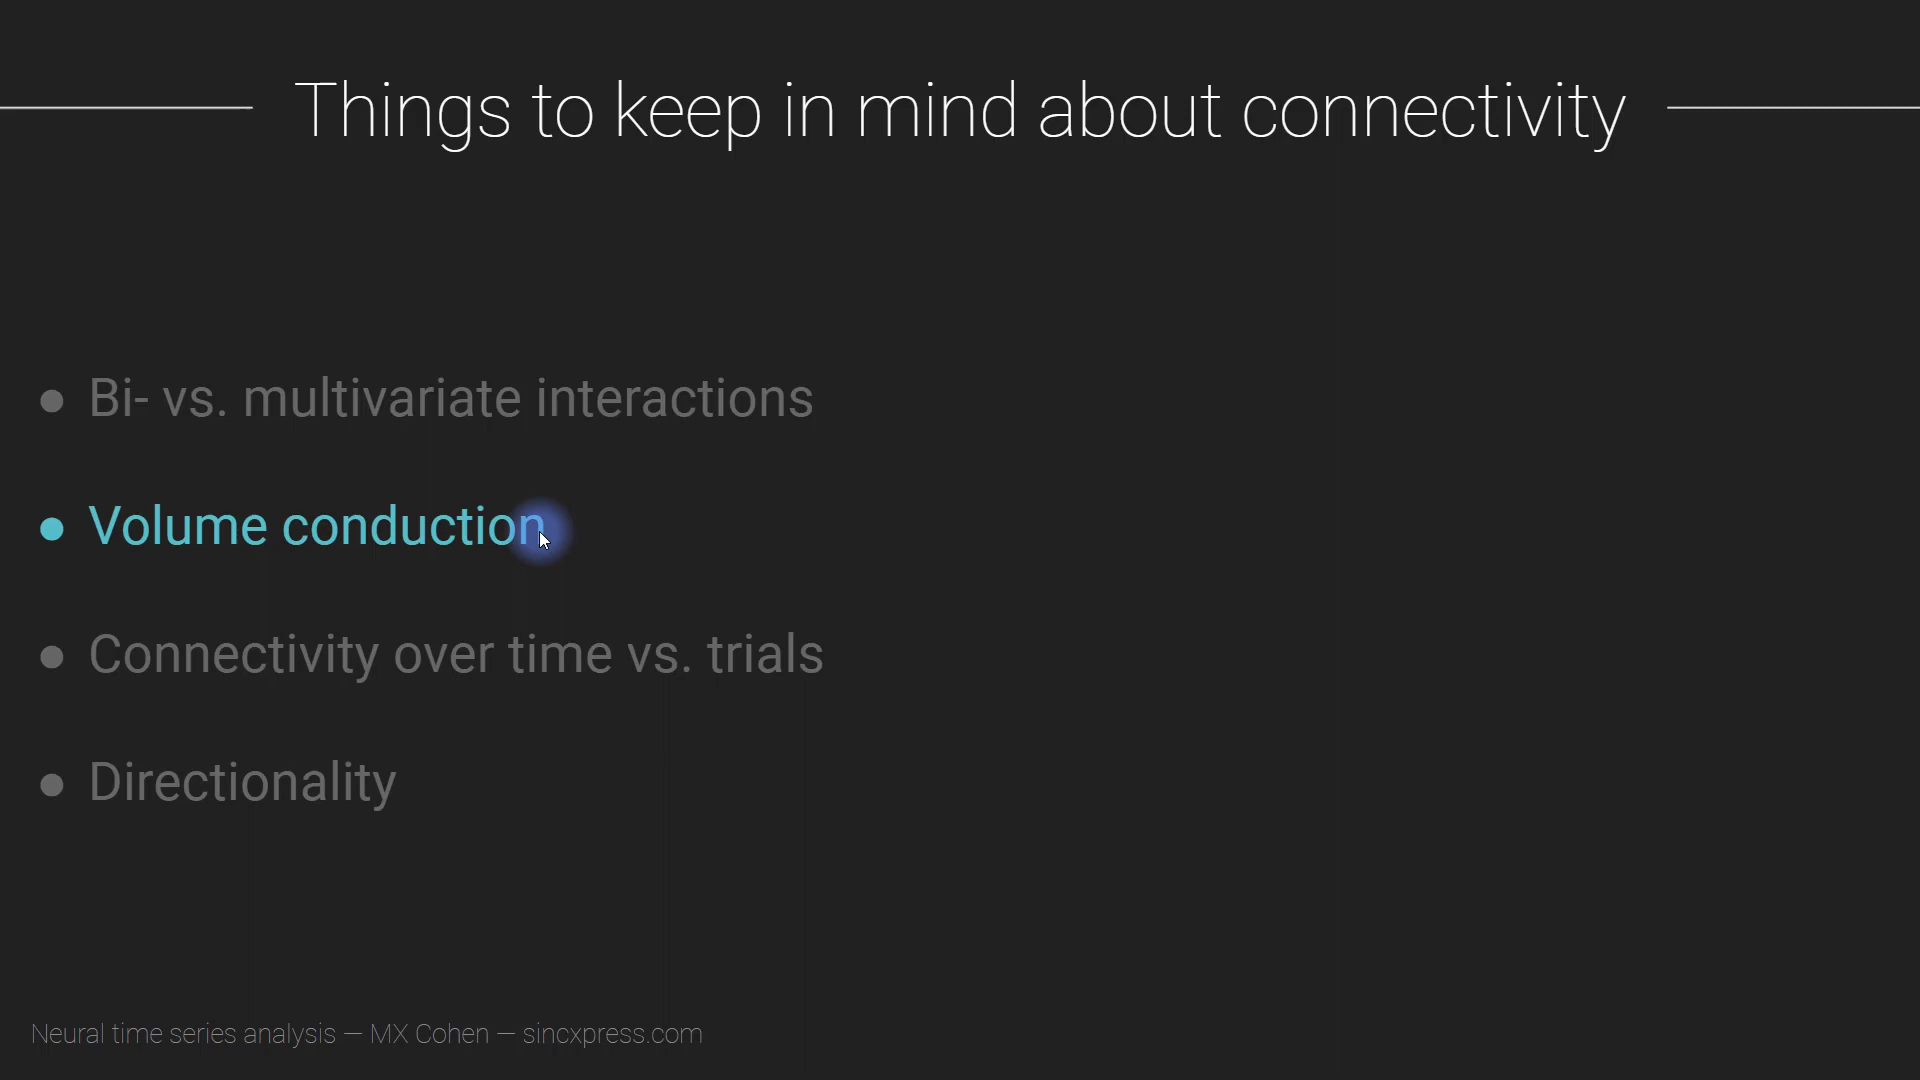 Things to keep in mind about connectivity
● Bi- vs. multivariate interactions
● Volume conduction
● Connectivity over time vs. trials
● Directionality
Neural time series analysis — MX Cohen — sincxpress.com